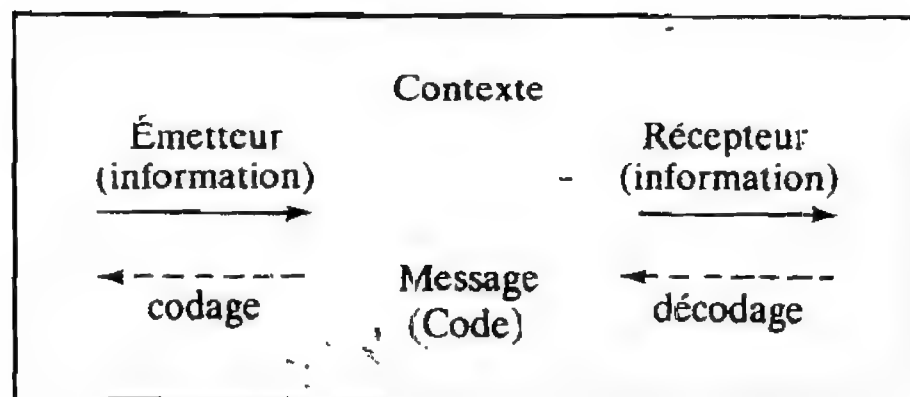 Contexte
Émetteur
Récepteur
(information)
(information)
Message
codage
décodage
(Code)